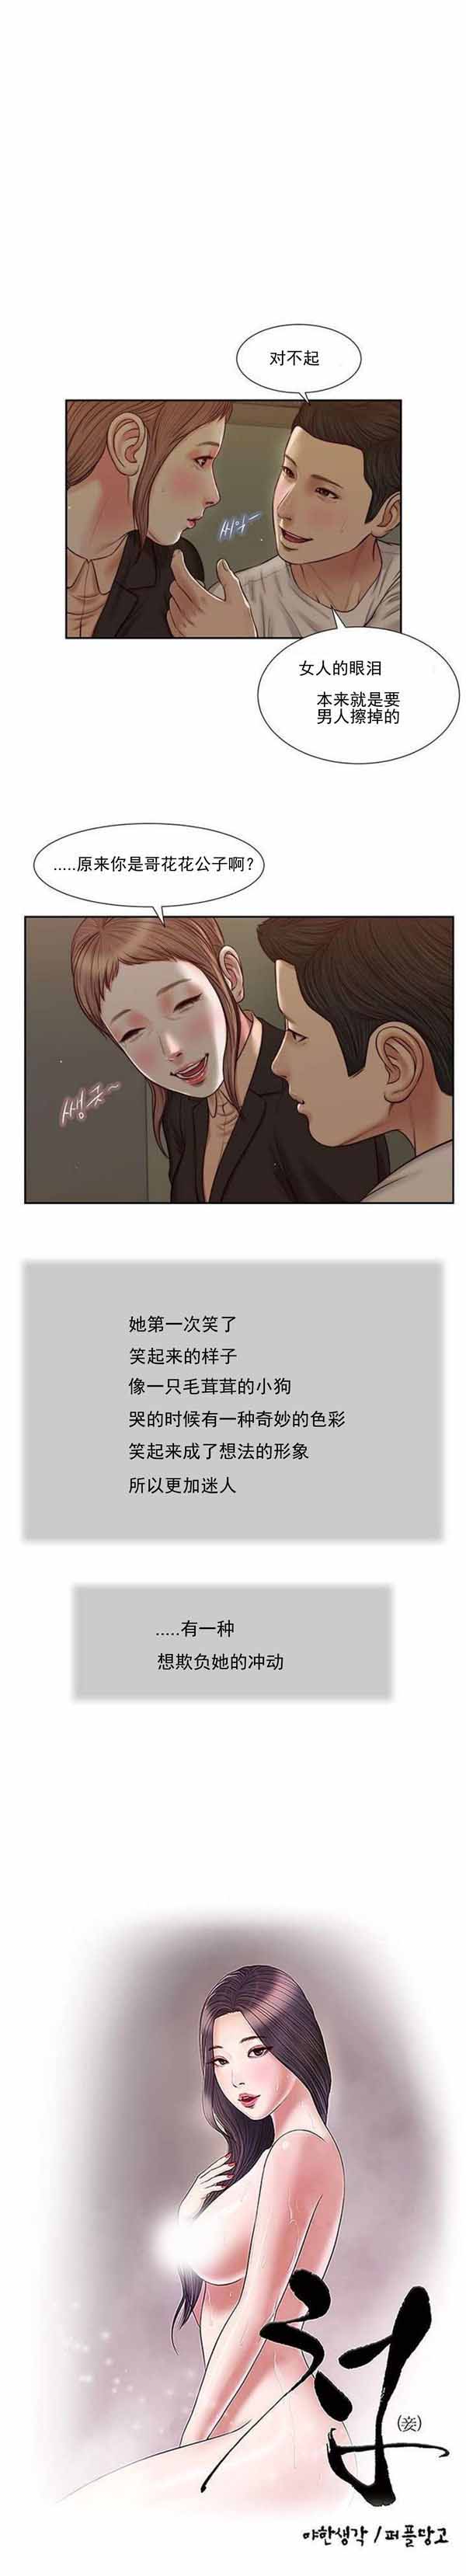 对不起
씨익~
女人的眼泪
本来就是要
男人擦掉的
.....原来你是哥花花公子啊?
쌩긋~
她第一次笑了
笑起来的样子
像一只毛茸茸的小狗
哭的时候有一种奇妙的色彩
笑起来成了想法的形象
所以更加迷人
.....有一种
想欺负她的冲动
첩
(妾)
야한생각 / 퍼플망고